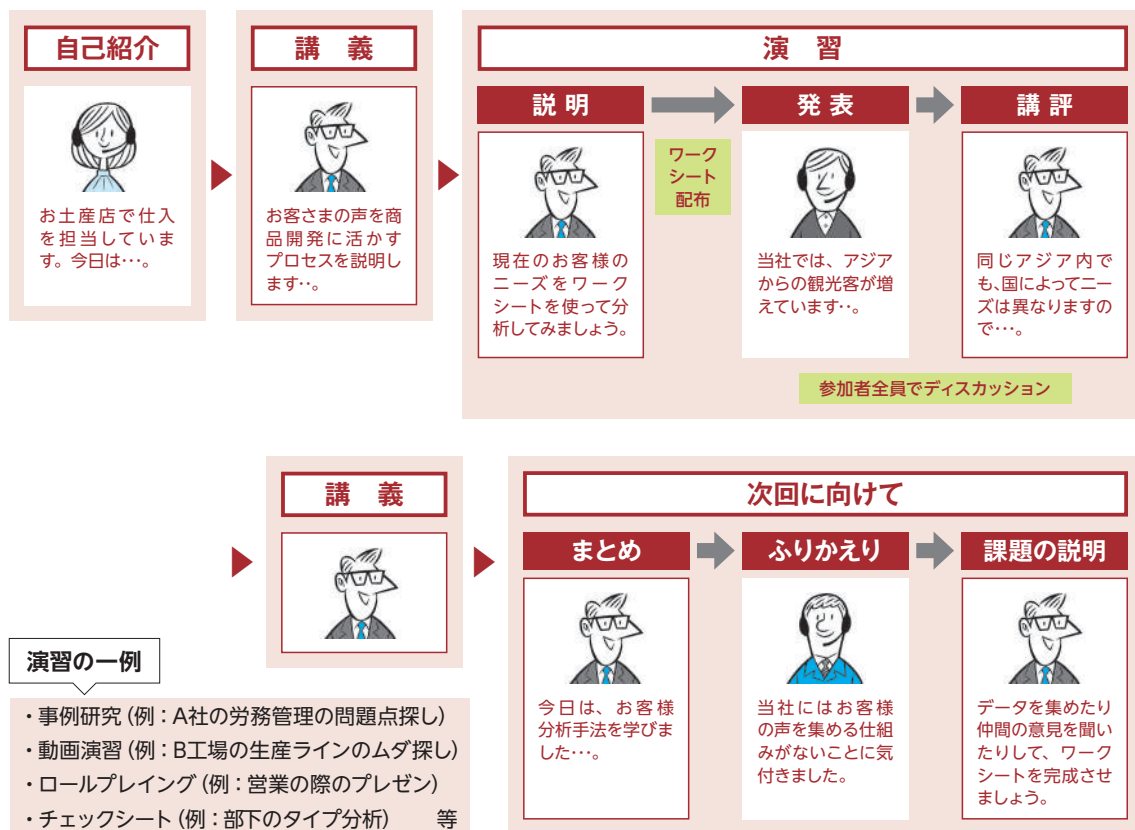 自己紹介
お土産店で仕入
を担当していま
す。今日は･･･。
講　義
お客さまの声を商
品開発に活かす
プロセスを説明し
ます･･。
演　習
説 明
現在のお客様の
ニーズをワーク
シートを使って分
析してみましょう。
ワーク
シート
配布
発 表
当社では、アジア
からの観光客が増
えています･･。
講 評
同じアジア内で
も、国によってニー
ズは異なりますの
で･･･。
参加者全員でディスカッション
講　義
次回に向けて
まとめ
今日は、お客様
分析手法を学びま
した･･･。
ふりかえり
当社にはお客様
の声を集める仕組
みがないことに気
付きました。
課題の説明
データを集めたり
仲間の意見を聞い
たりして、ワーク
シートを完成させ
ましょう。
演習の一例
・事例研究（例：A社の労務管理の問題点探し）
・動画演習（例：B工場の生産ラインのムダ探し）
・ロールプレイング（例：営業の際のプレゼン）
・チェックシート（例：部下のタイプ分析）　等